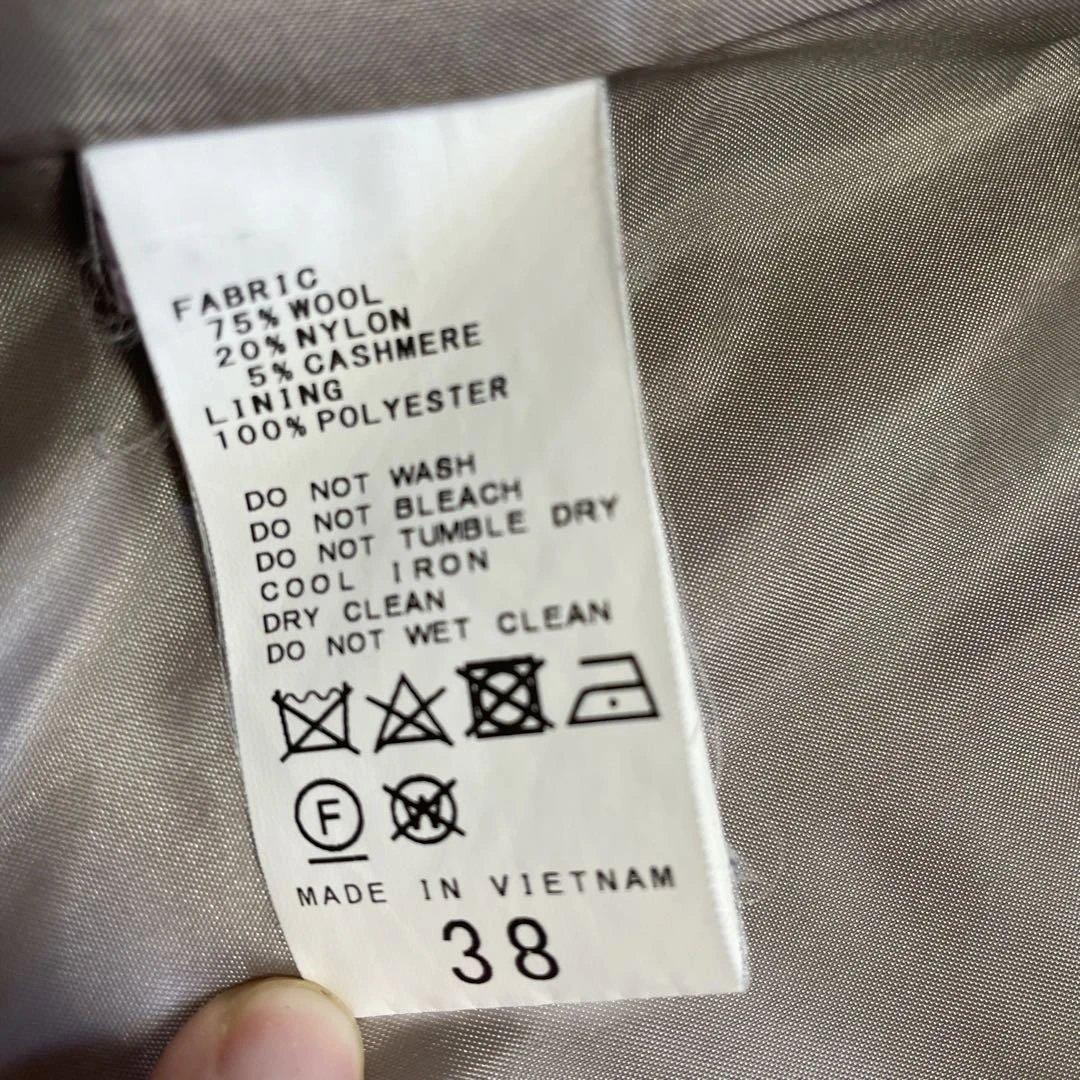 FABRIC
75% WOOL
20% NYLON
5% CASHMERE
LINING
100% POLYESTER
DO NOT WASH
DO NOT BLEACH
DO NOT TUMBLE DRY
COOL IRON
DRY CLEAN
DO NOT WET CLEAN
F W
MADE IN VIETNAM
38